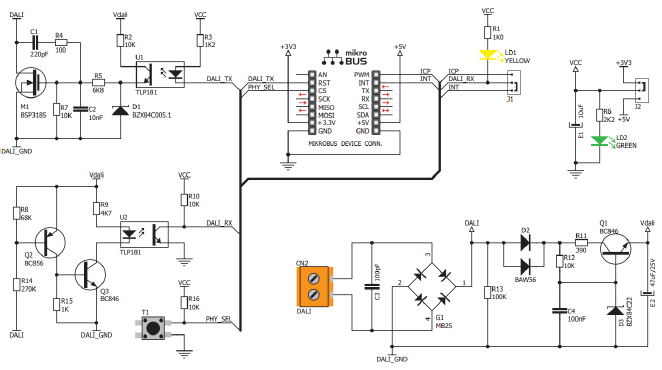 DALI
C1
220pF
R4
100
Vdali
R2
10K
VCC
R3
1K2
U1
TLP181
M1
BSP318S
R7
10K
C2
10nF
R5
6K8
D1
BZX84C005.1
DALI_GND
DALI_TX
DALI_TX
PHY_SEL
+3V3
mikro
BUS
+5V
AN
RST
CS
SCK
MISO
MOSI
+3.3V
GND
PWM
INT
TX
RX
SCL
SDA
+5V
GND
MIKROBUS DEVICE CONN.
VCC
R1
1K0
LD1
YELLOW
ICP
INT
ICP
DALI_RX
INT
J1
VCC
+3V3
J2
+5V
E1
10uF
R6
2K2
LD2
GREEN
Vdali
R8
68K
R9
4K7
U2
TLP181
VCC
R10
10K
DALI_RX
Q2
BC856
Q3
BC846
R14
270K
R15
1K
DALI
DALI_GND
T1
VCC
R16
10K
PHY_SEL
CN2
DALI
C3
100pF
3
2
1
4
G1
MB2S
DALI_GND
DALI
R13
100K
D2
BAW56
R11
390
R12
10K
C4
100nF
Q1
BC846
D3
BZX84C22
Vdali
E2
47uF/25V